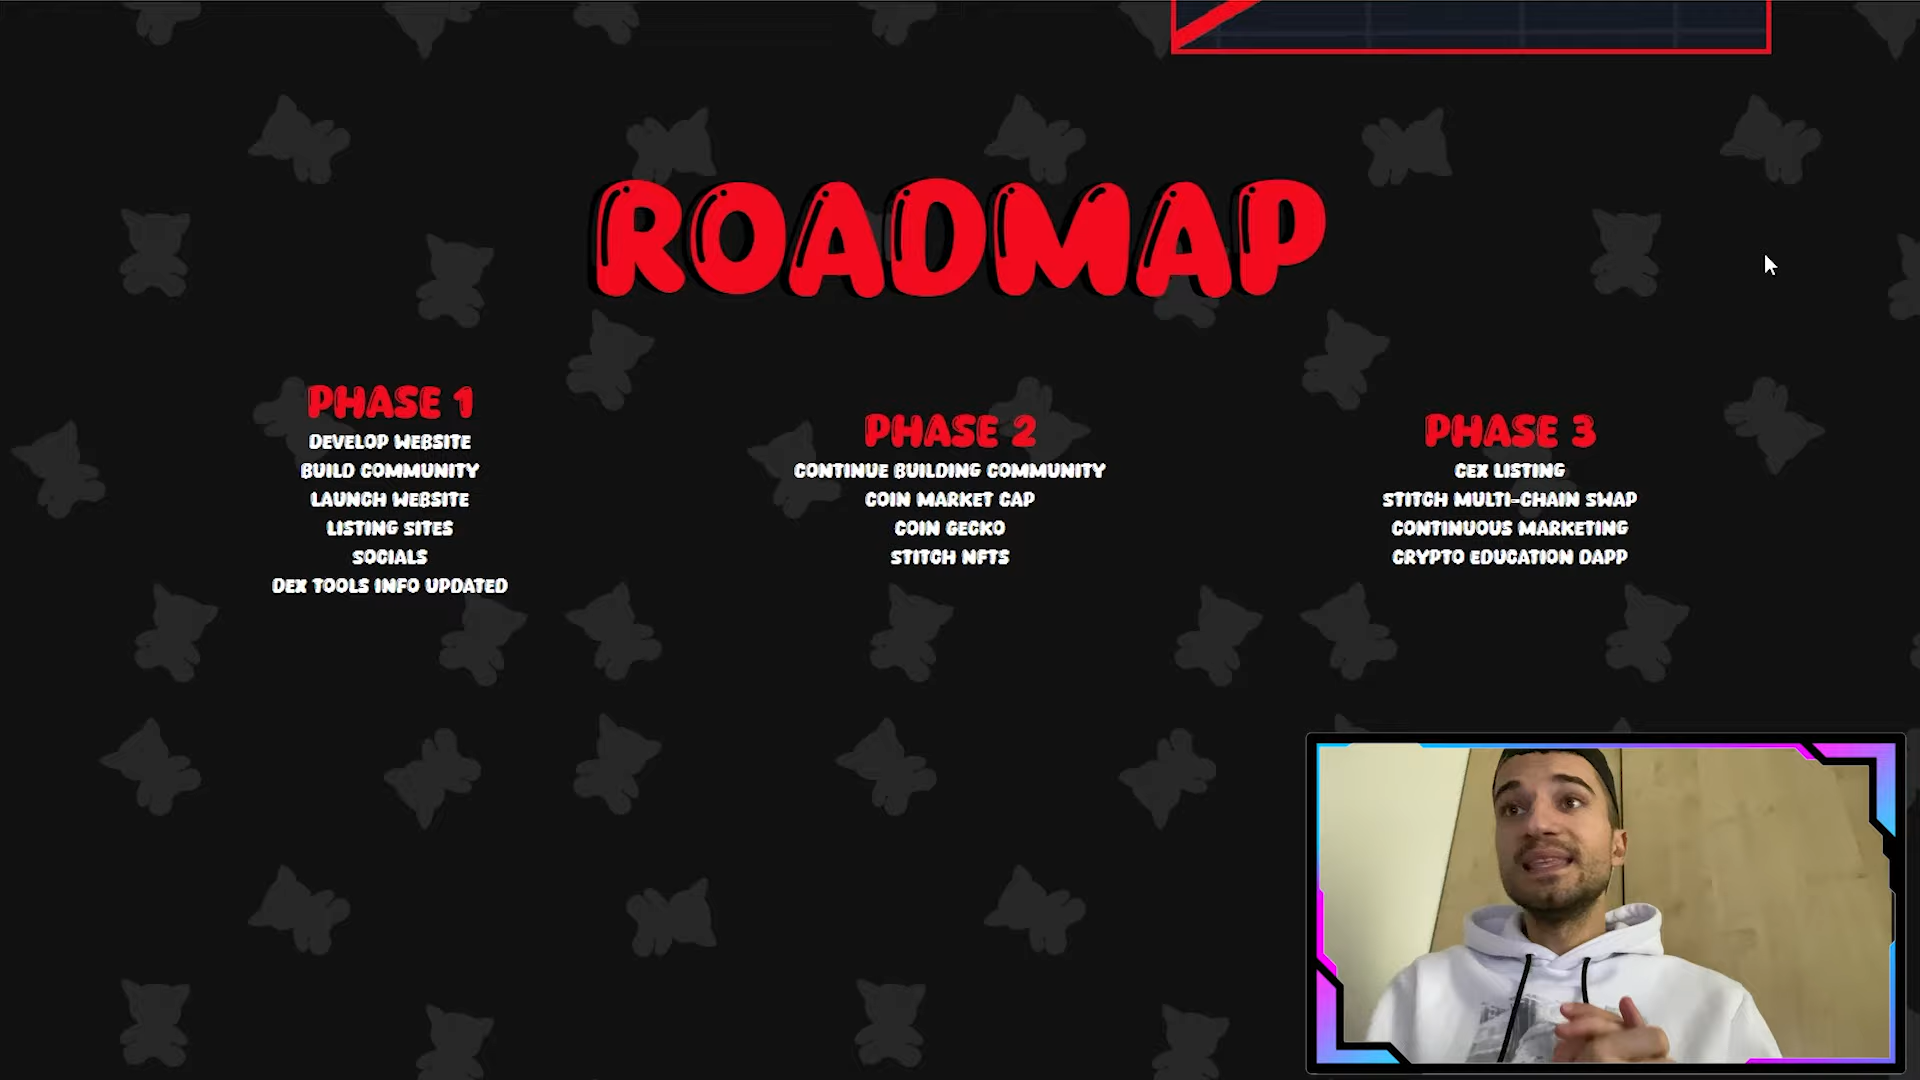 ROADMAP
PHASE 1
DEVELOP WEBSITE
BUILD COMMUNITY
LAUNCH WEBSITE
LISTING SITES
SOCIALS
DEX TOOLS INFO UPDATED
PHASE 2
CONTINUE BUILDING COMMUNITY
COIN MARKET CAP
COIN GECKO
STITCH NFTS
PHASE 3
CEX LISTING
STITCH MULTI-CHAIN SWAP
CONTINUOUS MARKETING
CRYPTO EDUCATION DAPP